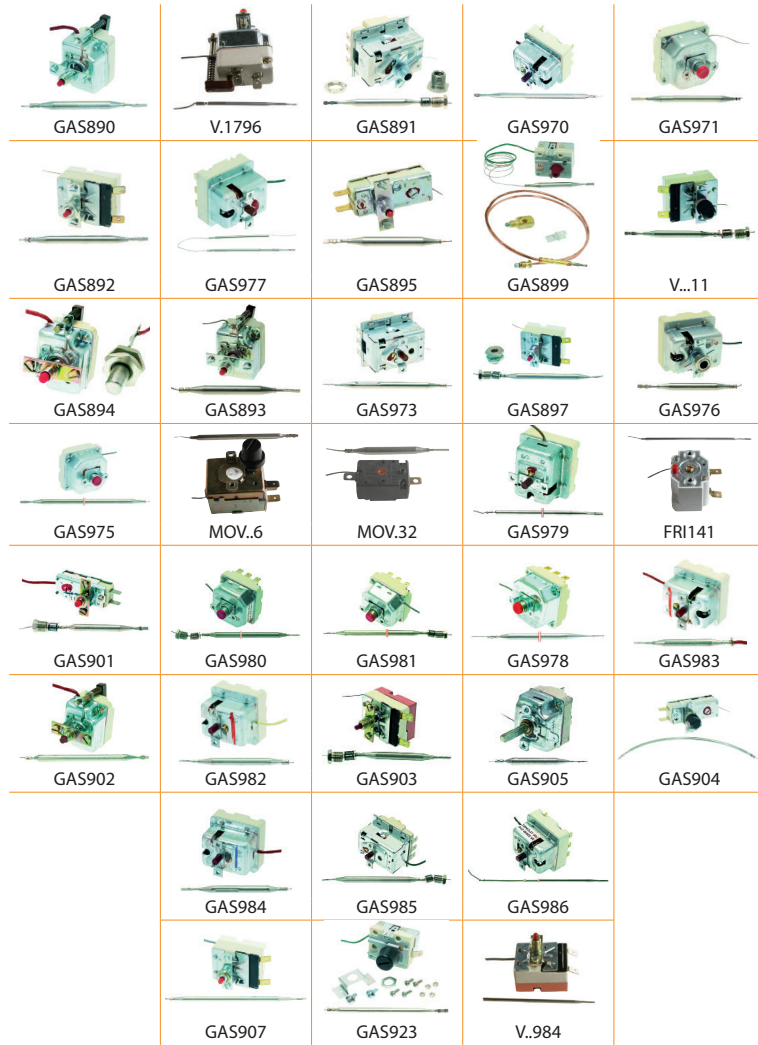 GAS890 V.1796 GAS891 GAS970 GAS971
GAS892 GAS977 GAS895 GAS899 V...11
GAS894 GAS893 GAS973 GAS897 GAS976
GAS975 MOV..6 MOV.32 GAS979 FRI141
GAS901 GAS980 GAS981 GAS978 GAS983
GAS902 GAS982 GAS903 GAS905 GAS904
GAS984 GAS985 GAS986
GAS907 GAS923 V..984